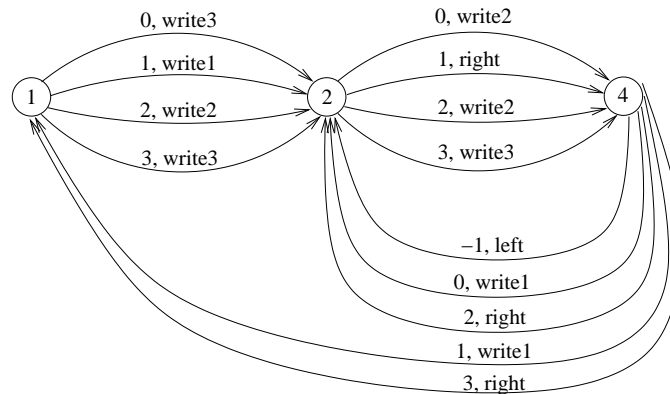 0, write3
0, write2
1, write1
1, right
1
2
4
2, write2
2, write2
3, write3
3, write3
−1, left
0, write1
2, right
1, write1
3, right